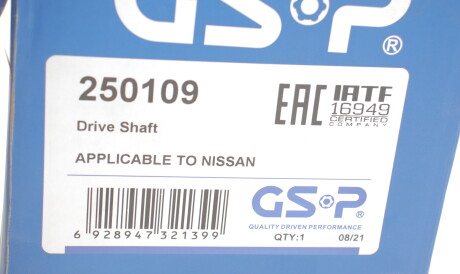 GSP®
250109
EAC IATF
16949
CERTIFIED
COMPANY
Drive Shaft
APPLICABLE TO NISSAN
GSP®
QUALITY DRIVEN PERFORMANCE
6 928947 321399
QTY:1 08/21